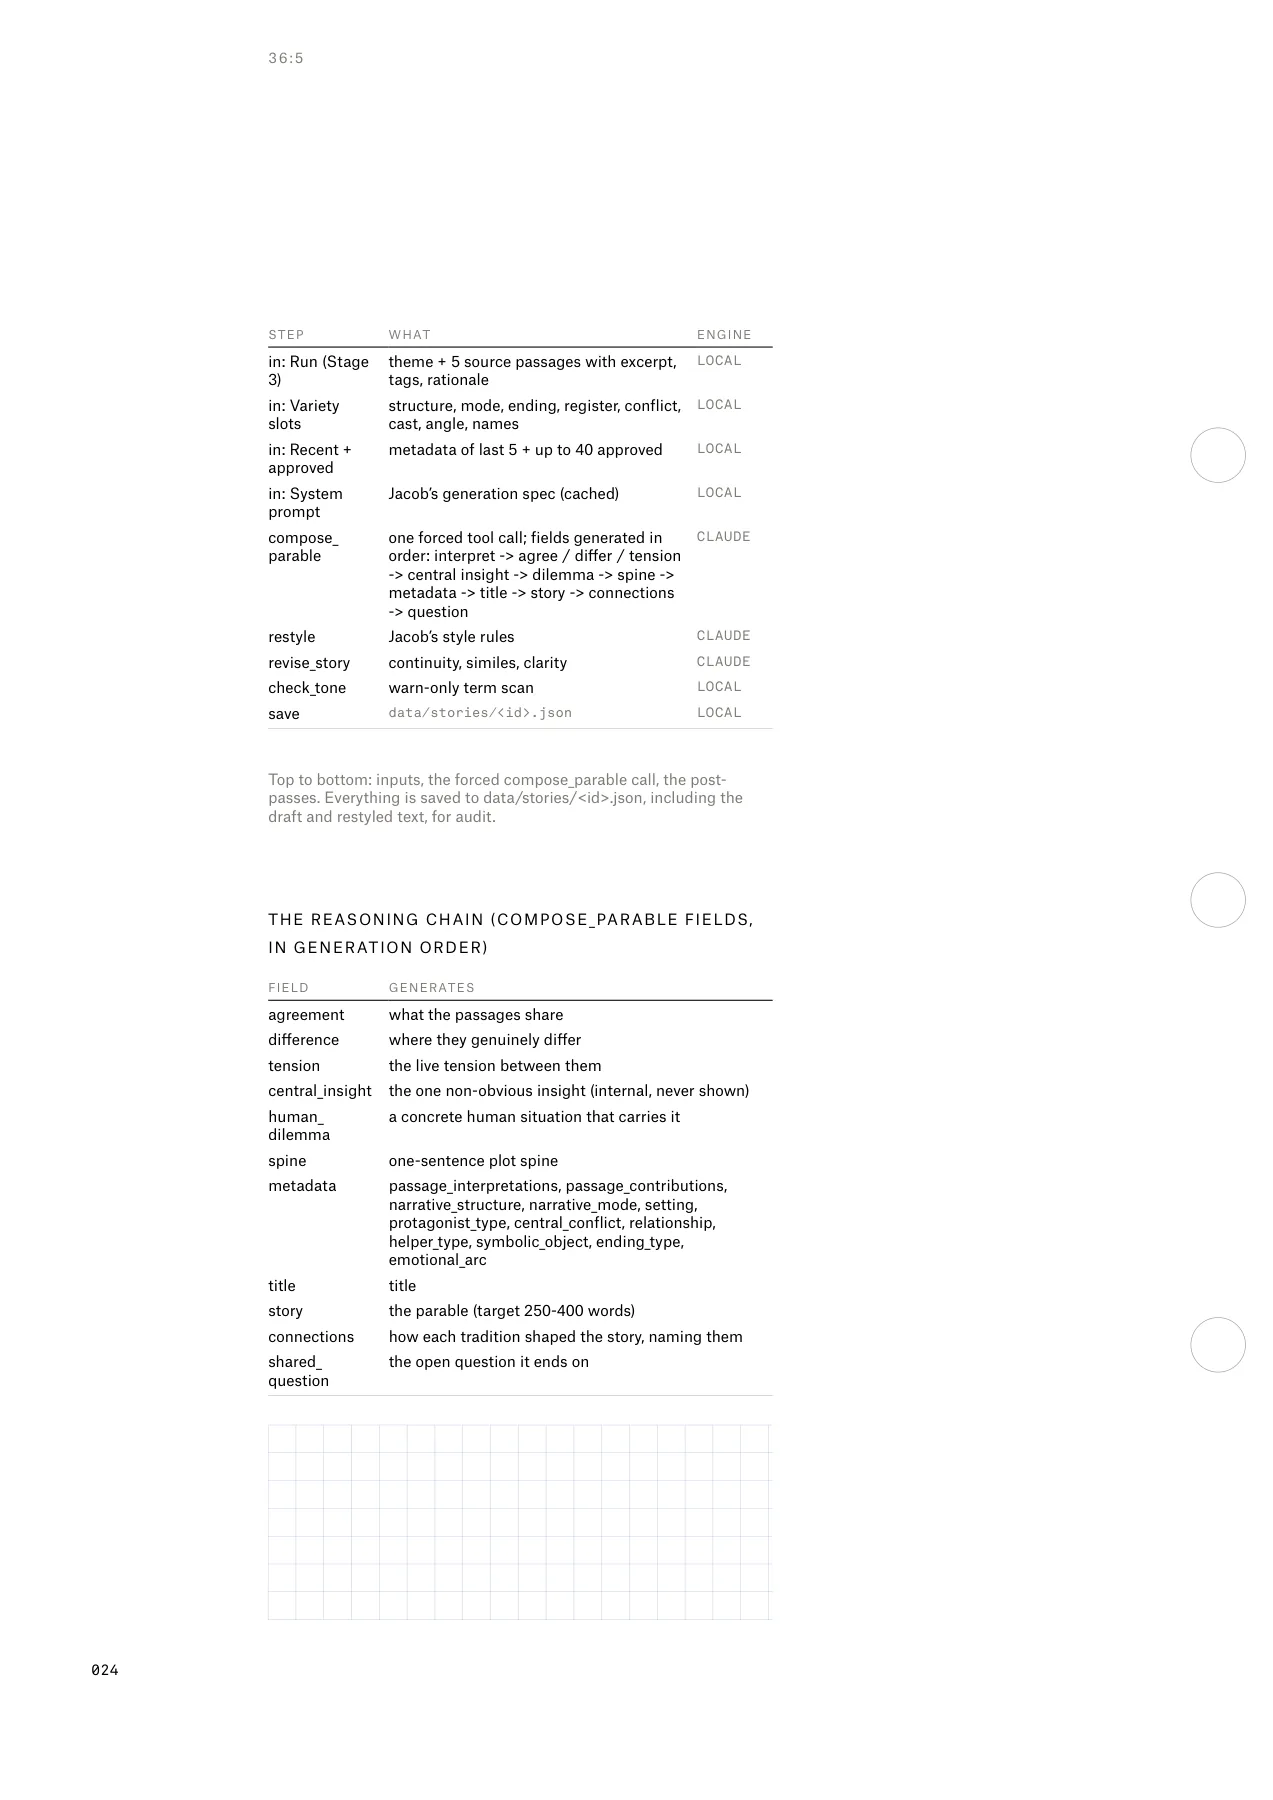 36:5
STEP WHAT ENGINE
in: Run (Stage theme + 5 source passages with excerpt, LOCAL
3) tags, rationale
in: Variety structure, mode, ending, register, conflict, LOCAL
slots cast, angle, names
in: Recent + metadata of last 5 + up to 40 approved LOCAL
approved
in: System Jacob’s generation spec (cached) LOCAL
prompt
compose_ one forced tool call; fields generated in CLAUDE
parable order: interpret -> agree / differ / tension
-> central insight -> dilemma -> spine ->
metadata -> title -> story -> connections
-> question
restyle Jacob’s style rules CLAUDE
revise_story continuity, similes, clarity CLAUDE
check_tone warn-only term scan LOCAL
save data/stories/<id>.json LOCAL
Top to bottom: inputs, the forced compose_parable call, the post-
passes. Everything is saved to data/stories/<id>.json, including the
draft and restyled text, for audit.
THE REASONING CHAIN (COMPOSE_PARABLE FIELDS,
IN GENERATION ORDER)
FIELD GENERATES
agreement what the passages share
difference where they genuinely differ
tension the live tension between them
central_insight the one non-obvious insight (internal, never shown)
human_ a concrete human situation that carries it
dilemma
spine one-sentence plot spine
metadata passage_interpretations, passage_contributions,
narrative_structure, narrative_mode, setting,
protagonist_type, central_conflict, relationship,
helper_type, symbolic_object, ending_type,
emotional_arc
title title
story the parable (target 250-400 words)
connections how each tradition shaped the story, naming them
shared_ the open question it ends on
question
024